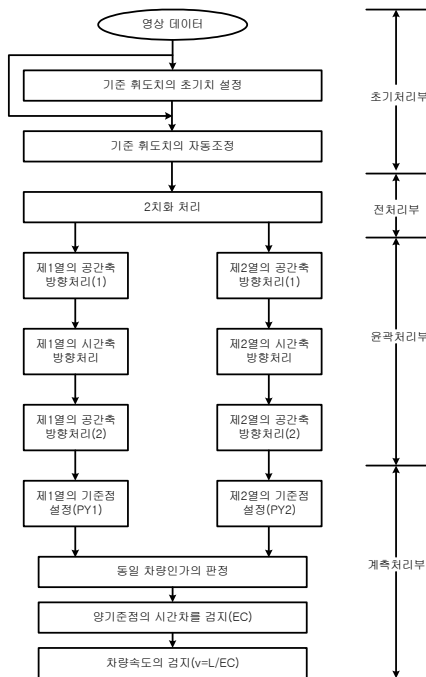 영상 데이터
초기처리부
기준 휘도치의 초기치 설정
기준 휘도치의 자동조정
2치화 처리
전처리부
제1열의 공간축
방향처리(1)
제2열의 공간축
방향처리(1)
제1열의 시간축
방향처리
제2열의 시간축
방향처리
윤곽처리부
제1열의 공간축
방향처리(2)
제2열의 공간축
방향처리(2)
제1열의 기준점
설정(PY1)
제2열의 기준점
설정(PY2)
계측처리부
동일 차량인가의 판정
양기준점의 시간차를 검지(EC)
차량속도의 검지(v=L/EC)